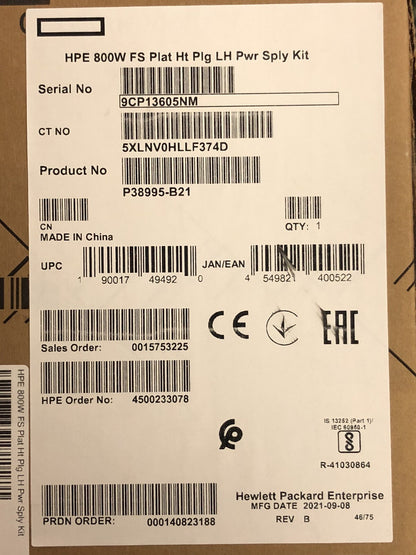 HPE 800W FS Plat Ht Plg LH Pwr Sply Kit
Serial No
9CP13605NM
CT NO
5XLNV0HLLF374D
Product No
P38995-B21
CN
MADE IN China
QTY: 1
UPC
1 90017 49492 0
JAN/EAN
4 549821 400522
CE
EAC
Sales Order: 0015753225
HPE Order No: 4500233078
IS 13252 (Part 1)/
IEC 60950-1
R-41030864
Hewlett Packard Enterprise
MFG DATE 2021-09-08
PRDN ORDER: 000140823188
REV B 46/75
HPE 800W FS Plat Ht Plg LH Pwr Sply Kit